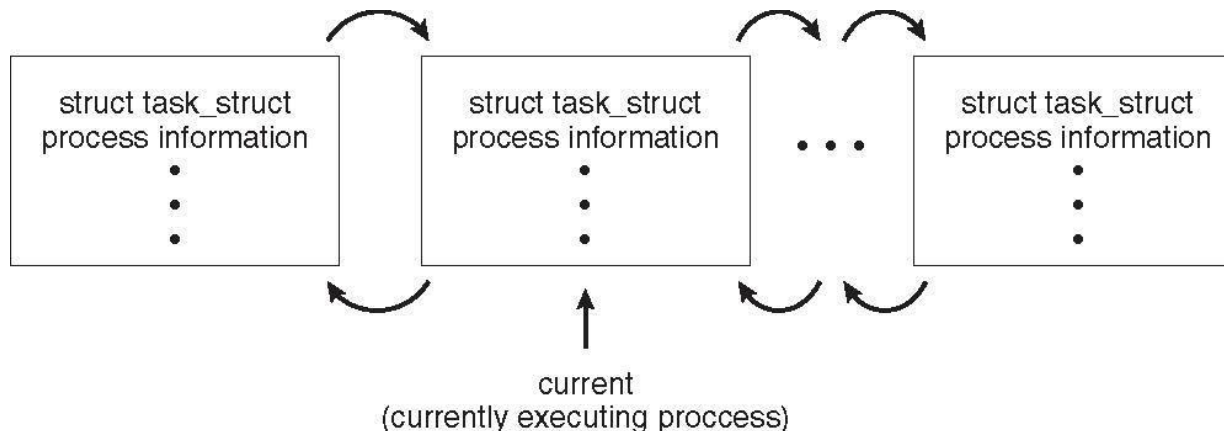 struct task_struct
process information
struct task_struct
process information
struct task_struct
process information
current
(currently executing proccess)